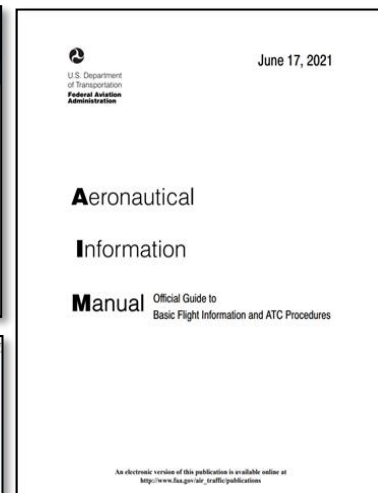 June 17, 2021
U.S. Department
of Transportation
Federal Aviation
Administration
Aeronautical
Information
Manual Official Guide to
Basic Flight Information and ATC Procedures
An electronic version of this publication is available online at
http://www.faa.gov/air_traffic/publications